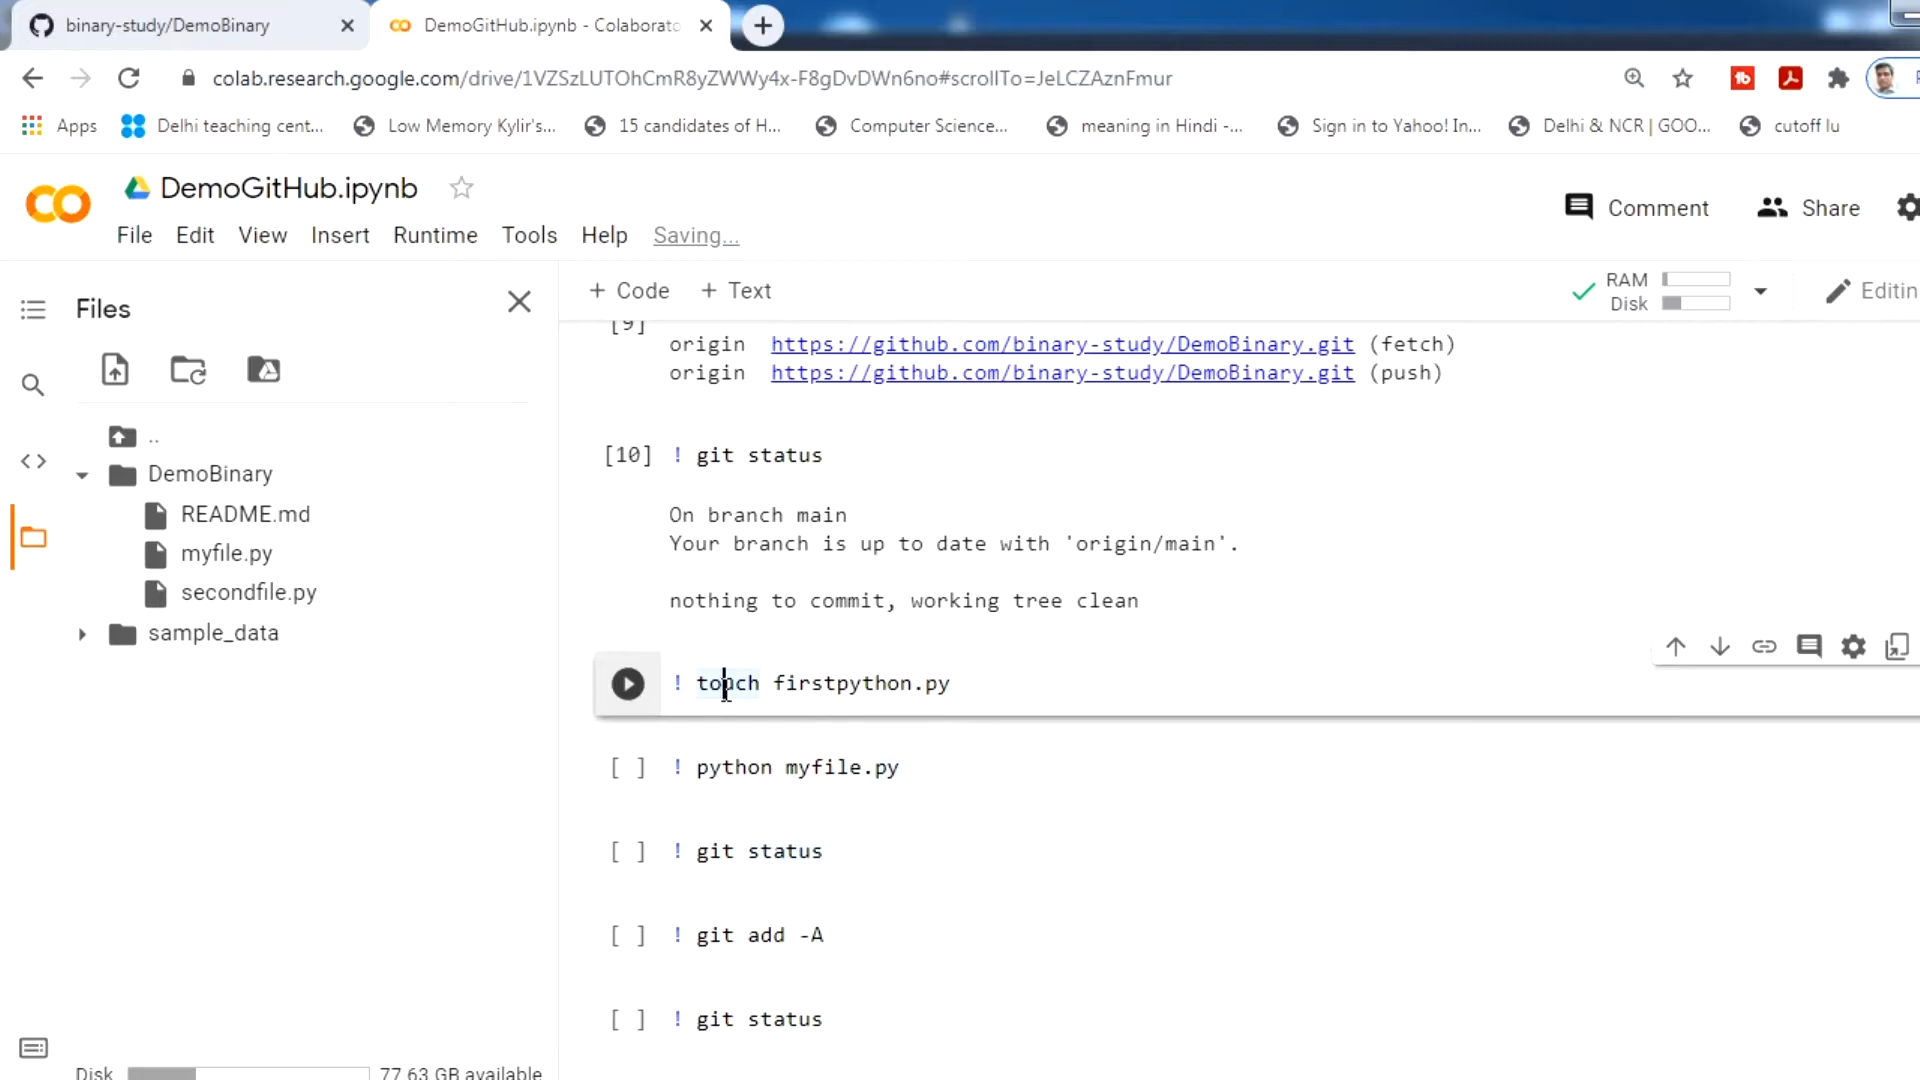 binary-study/DemoBinary
DemoGitHub.ipynb - Colaborato
colab.research.google.com/drive/1VZSzLUTOhCmR8yZWWy4x-F8gDvDWn6no#scrollTo=JeLCZAznFmur
Apps
Delhi teaching cent...
Low Memory Kylir's...
15 candidates of H...
Computer Science...
meaning in Hindi -...
Sign in to Yahoo! In...
Delhi & NCR | GOO...
cutoff lu
DemoGitHub.ipynb
Comment
Share
File Edit View Insert Runtime Tools Help Saving...
Files
+ Code + Text
RAM
Disk
Editin
[9]
origin https://github.com/binary-study/DemoBinary.git (fetch)
origin https://github.com/binary-study/DemoBinary.git (push)
..
DemoBinary
README.md
myfile.py
secondfile.py
sample_data
[10] ! git status
On branch main
Your branch is up to date with 'origin/main'.
nothing to commit, working tree clean
! touch firstpython.py
[ ] ! python myfile.py
[ ] ! git status
[ ] ! git add -A
[ ] ! git status
Disk 77.63 GB available